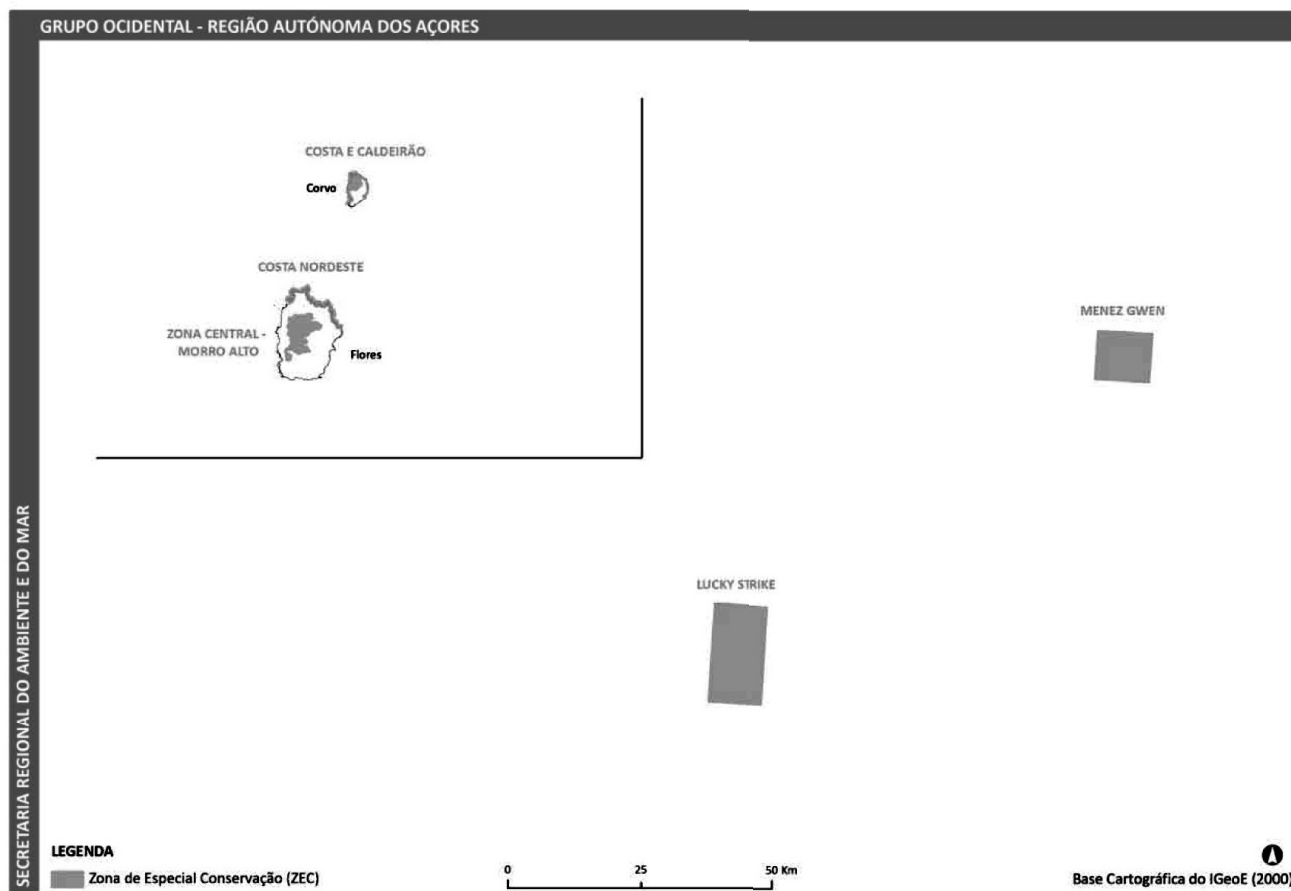 GRUPO OCIDENTAL - REGIÃO AUTÓNOMA DOS AÇORES
SECRETARIA REGIONAL DO AMBIENTE E DO MAR
COSTA E CALDEIRÃO
Corvo
COSTA NORDESTE
ZONA CENTRAL -
MORRO ALTO
Flores
MENEZ GWEN
LUCKY STRIKE
LEGENDA
Zona de Especial Conservação (ZEC)
0 25 50 Km
Base Cartográfica do IGeoE (2000)